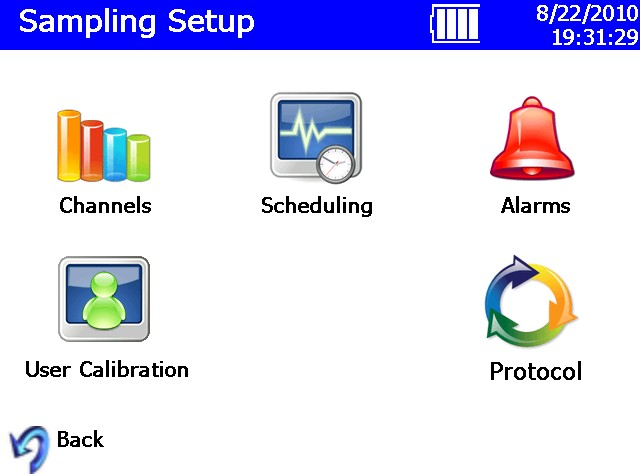 Sampling Setup
8/22/2010
19:31:29
Channels
Scheduling
Alarms
User Calibration
Protocol
Back